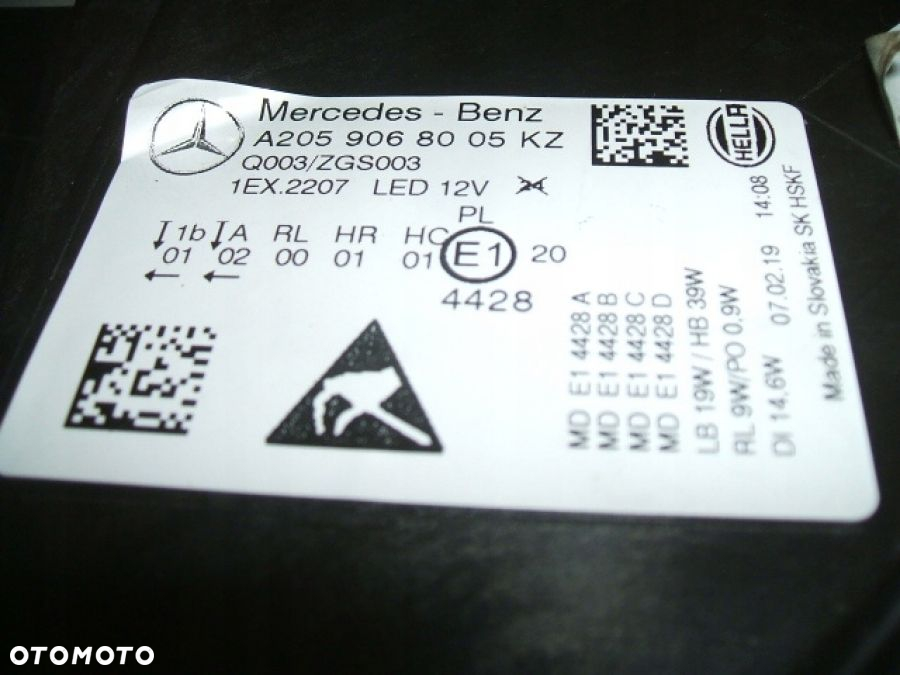 Mercedes - Benz
A205 906 80 05 KZ
Q003/ZGS003
1EX.2207 LED 12V 24
PL
1b A RL HR HC E1 20
01 02 00 01 01
4428
HELLA
MD E1 4428 A
MD E1 4428 B
MD E1 4428 C
MD E1 4428 D
LB 19W / HB 39W
RL 9W/PO 0,9W
DI 14,6W 07.02.19 14:08
Made in Slovakia SK HSKF
OTOMOTO